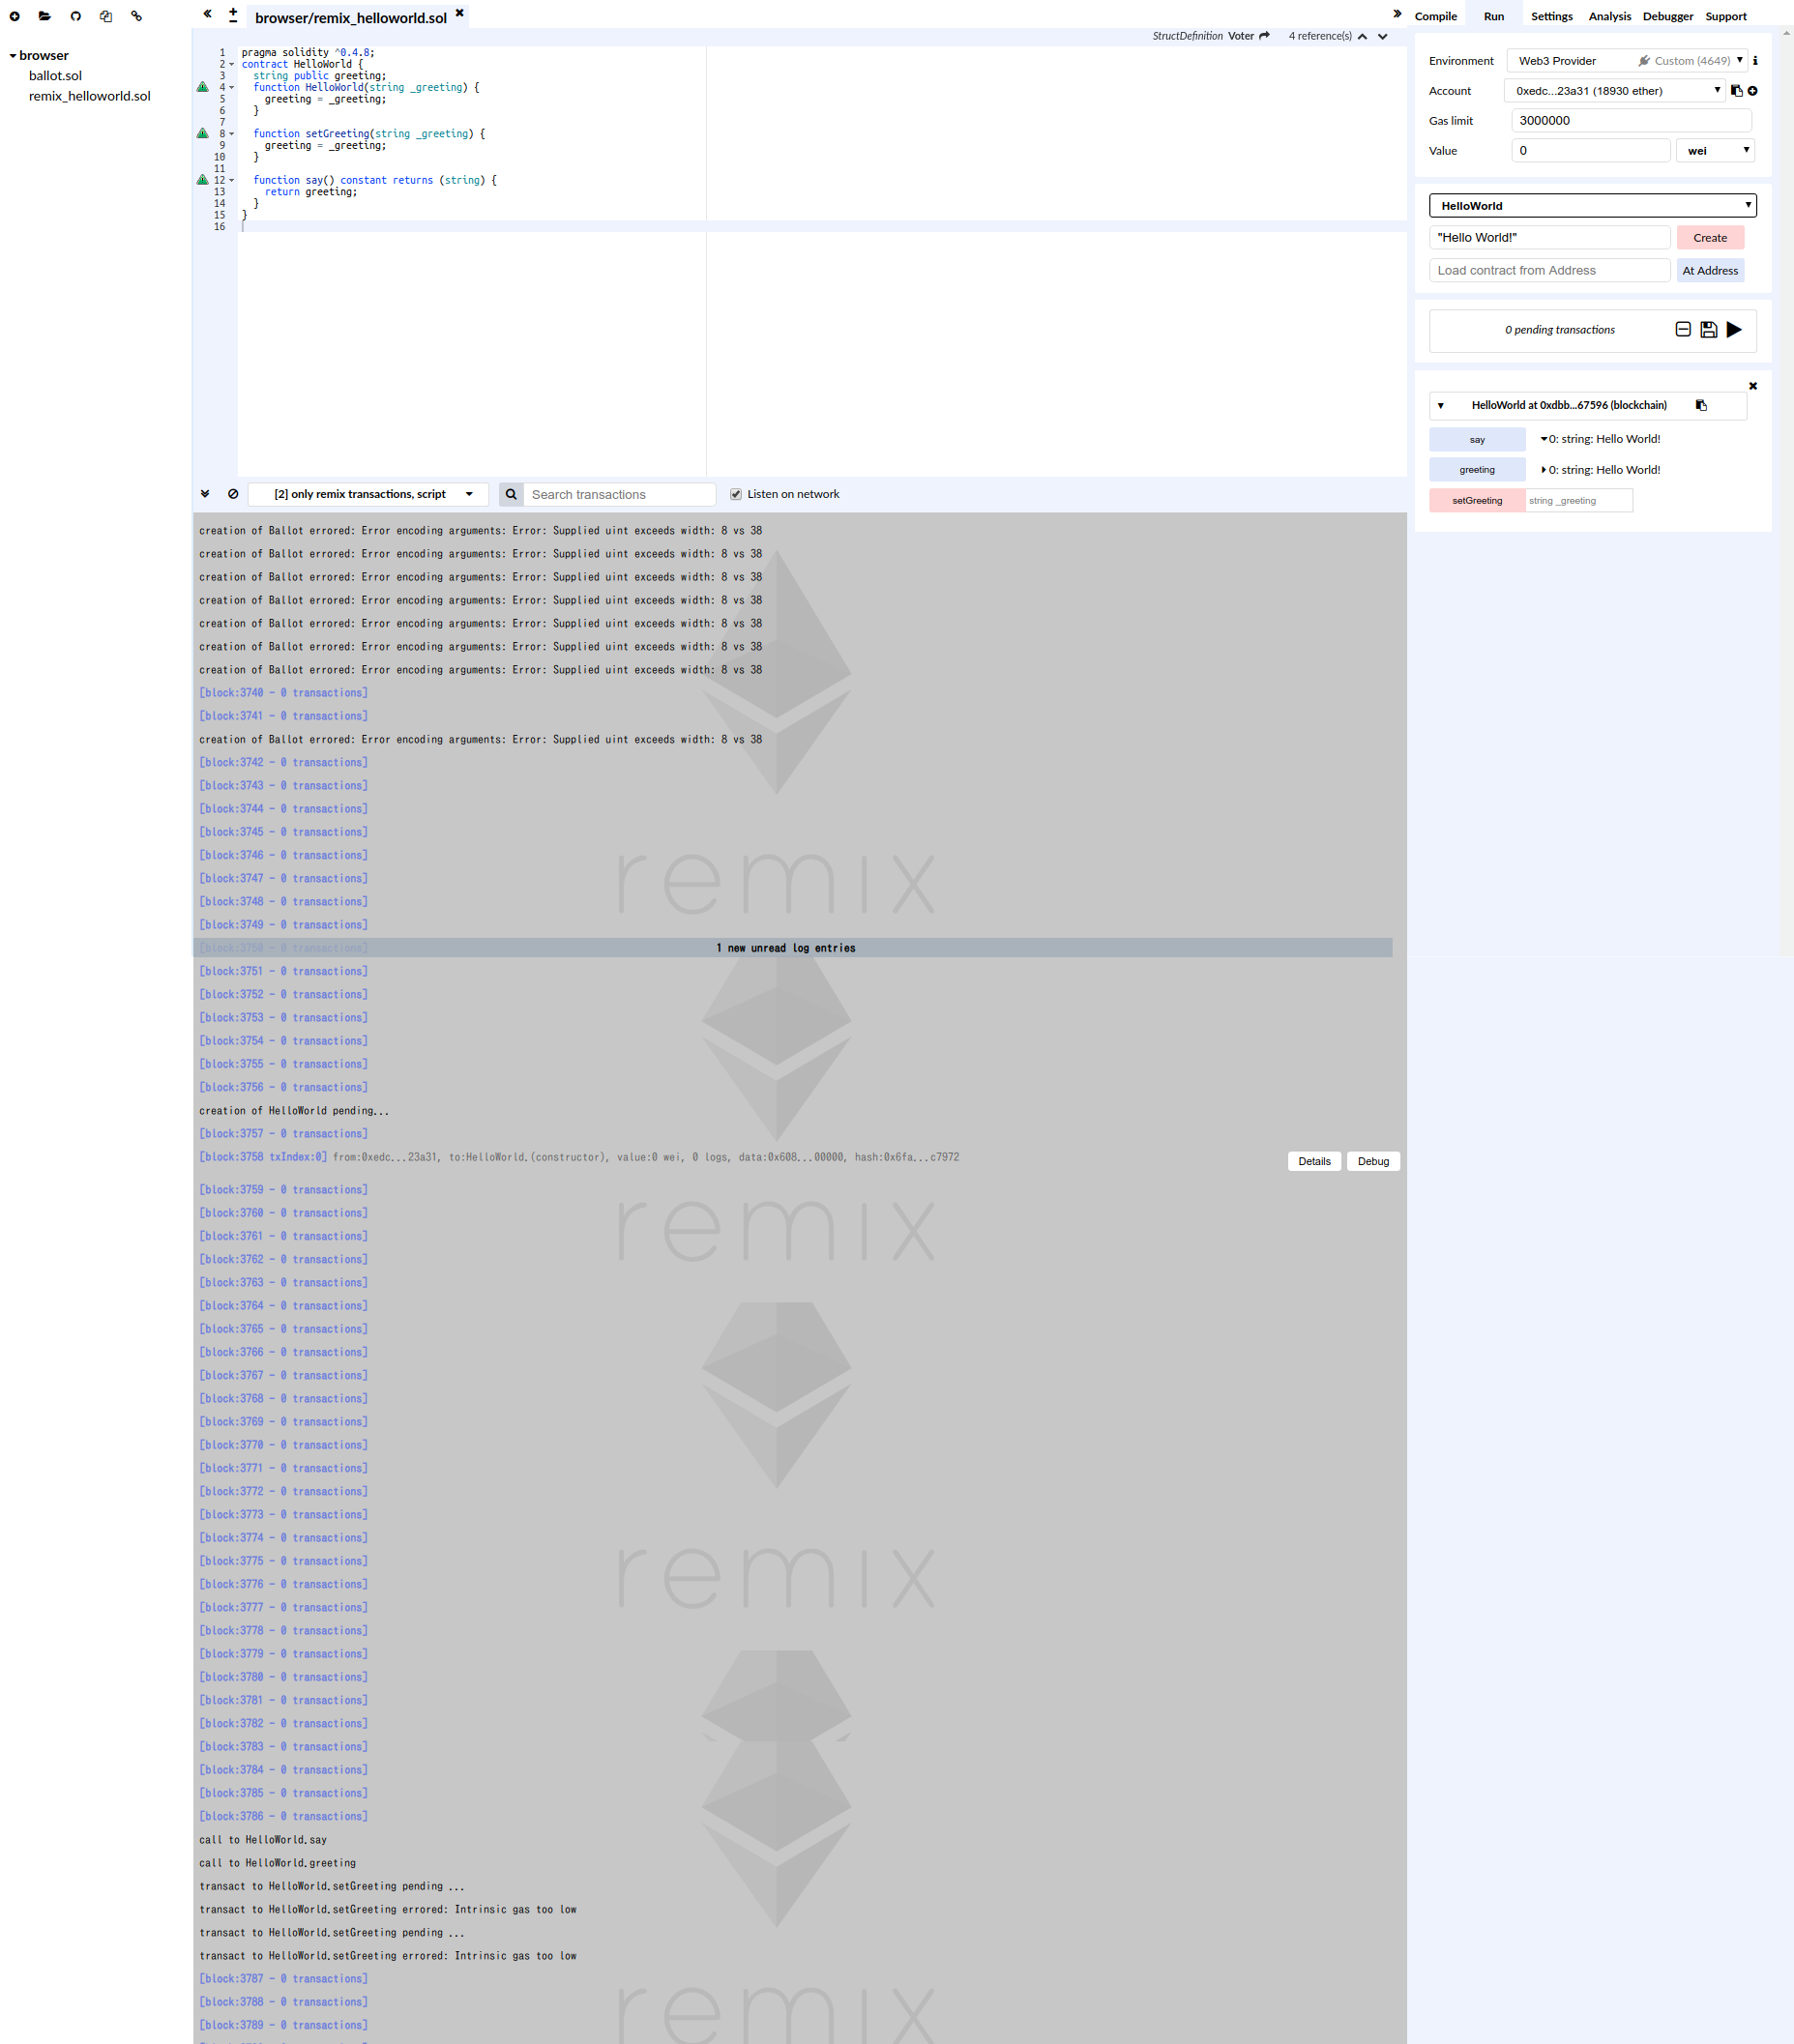 browser
ballot.sol
remix_helloworld.sol
browser/remix_helloworld.sol
StructDefinition Voter 4 reference(s)
1 pragma solidity ^0.4.8;
2 contract HelloWorld {
3 string public greeting;
4 function HelloWorld(string _greeting) {
5 greeting = _greeting;
6 }
7
8 function setGreeting(string _greeting) {
9 greeting = _greeting;
10 }
11
12 function say() constant returns (string) {
13 return greeting;
14 }
15 }
16
[2] only remix transactions, script Search transactions Listen on network
creation of Ballot errored: Error encoding arguments: Error: Supplied uint exceeds width: 8 vs 38
creation of Ballot errored: Error encoding arguments: Error: Supplied uint exceeds width: 8 vs 38
creation of Ballot errored: Error encoding arguments: Error: Supplied uint exceeds width: 8 vs 38
creation of Ballot errored: Error encoding arguments: Error: Supplied uint exceeds width: 8 vs 38
creation of Ballot errored: Error encoding arguments: Error: Supplied uint exceeds width: 8 vs 38
creation of Ballot errored: Error encoding arguments: Error: Supplied uint exceeds width: 8 vs 38
creation of Ballot errored: Error encoding arguments: Error: Supplied uint exceeds width: 8 vs 38
[block:3740 - 0 transactions]
[block:3741 - 0 transactions]
creation of Ballot errored: Error encoding arguments: Error: Supplied uint exceeds width: 8 vs 38
[block:3742 - 0 transactions]
[block:3743 - 0 transactions]
[block:3744 - 0 transactions]
[block:3745 - 0 transactions]
[block:3746 - 0 transactions]
[block:3747 - 0 transactions]
[block:3748 - 0 transactions]
remix
[block:3749 - 0 transactions]
[block:3750 - 0 transactions] 1 new unread log entries
[block:3751 - 0 transactions]
[block:3752 - 0 transactions]
[block:3753 - 0 transactions]
[block:3754 - 0 transactions]
[block:3755 - 0 transactions]
[block:3756 - 0 transactions]
creation of HelloWorld pending...
[block:3757 - 0 transactions]
[block:3758 txIndex:0] from:0xedc...23a31, to:HelloWorld.(constructor), value:0 wei, 0 logs, data:0x608...00000, hash:0x6fa...c7972 Details Debug
[block:3759 - 0 transactions]
[block:3760 - 0 transactions]
[block:3761 - 0 transactions]
remix
[block:3762 - 0 transactions]
[block:3763 - 0 transactions]
[block:3764 - 0 transactions]
[block:3765 - 0 transactions]
[block:3766 - 0 transactions]
[block:3767 - 0 transactions]
[block:3768 - 0 transactions]
[block:3769 - 0 transactions]
[block:3770 - 0 transactions]
[block:3771 - 0 transactions]
[block:3772 - 0 transactions]
[block:3773 - 0 transactions]
[block:3774 - 0 transactions]
[block:3775 - 0 transactions]
remix
[block:3776 - 0 transactions]
[block:3777 - 0 transactions]
[block:3778 - 0 transactions]
[block:3779 - 0 transactions]
[block:3780 - 0 transactions]
[block:3781 - 0 transactions]
[block:3782 - 0 transactions]
[block:3783 - 0 transactions]
[block:3784 - 0 transactions]
[block:3785 - 0 transactions]
[block:3786 - 0 transactions]
call to HelloWorld.say
call to HelloWorld.greeting
transact to HelloWorld.setGreeting pending ...
transact to HelloWorld.setGreeting errored: Intrinsic gas too low
transact to HelloWorld.setGreeting pending ...
transact to HelloWorld.setGreeting errored: Intrinsic gas too low
[block:3787 - 0 transactions]
[block:3788 - 0 transactions]
[block:3789 - 0 transactions]
remix
Compile Run Settings Analysis Debugger Support
Environment Web3 Provider Custom (4649)
Account 0xedc...23a31 (18930 ether)
Gas limit 3000000
Value 0 wei
HelloWorld
"Hello World!" Create
Load contract from Address At Address
0 pending transactions
HelloWorld at 0xdbb...67596 (blockchain)
say 0: string: Hello World!
greeting 0: string: Hello World!
setGreeting string _greeting